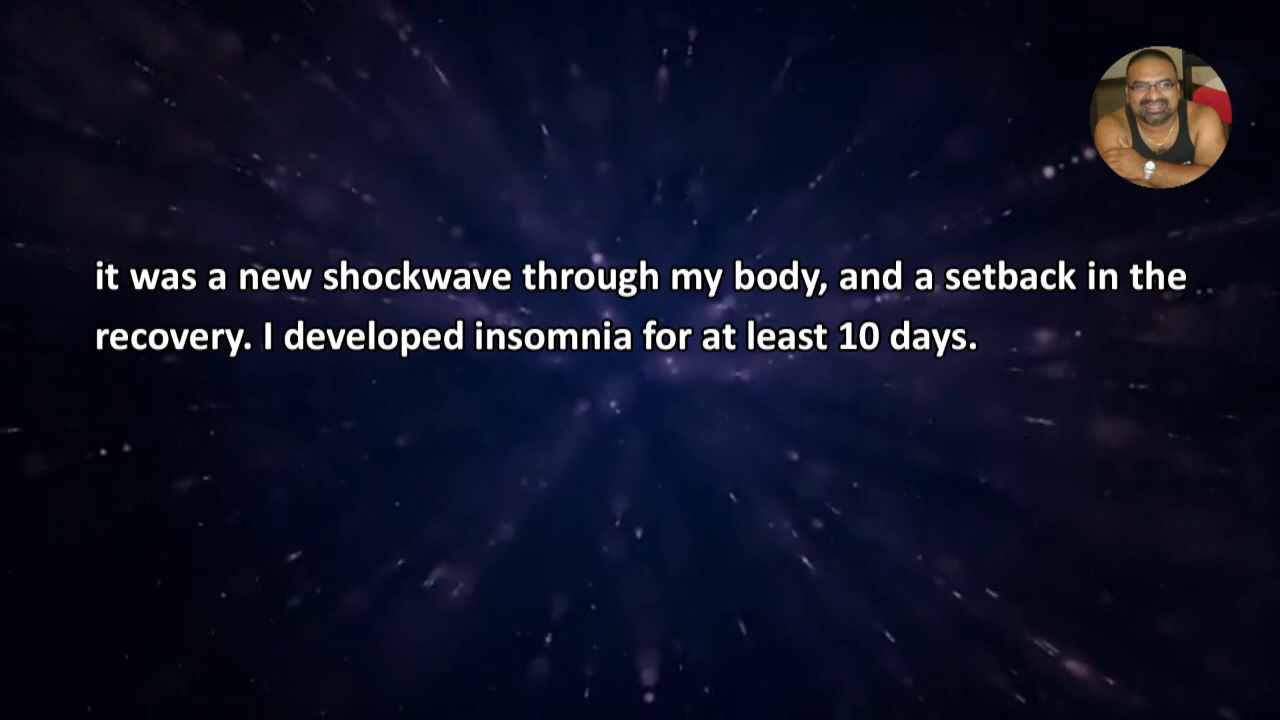 it was a new shockwave through my body, and a setback in the
recovery. I developed insomnia for at least 10 days.